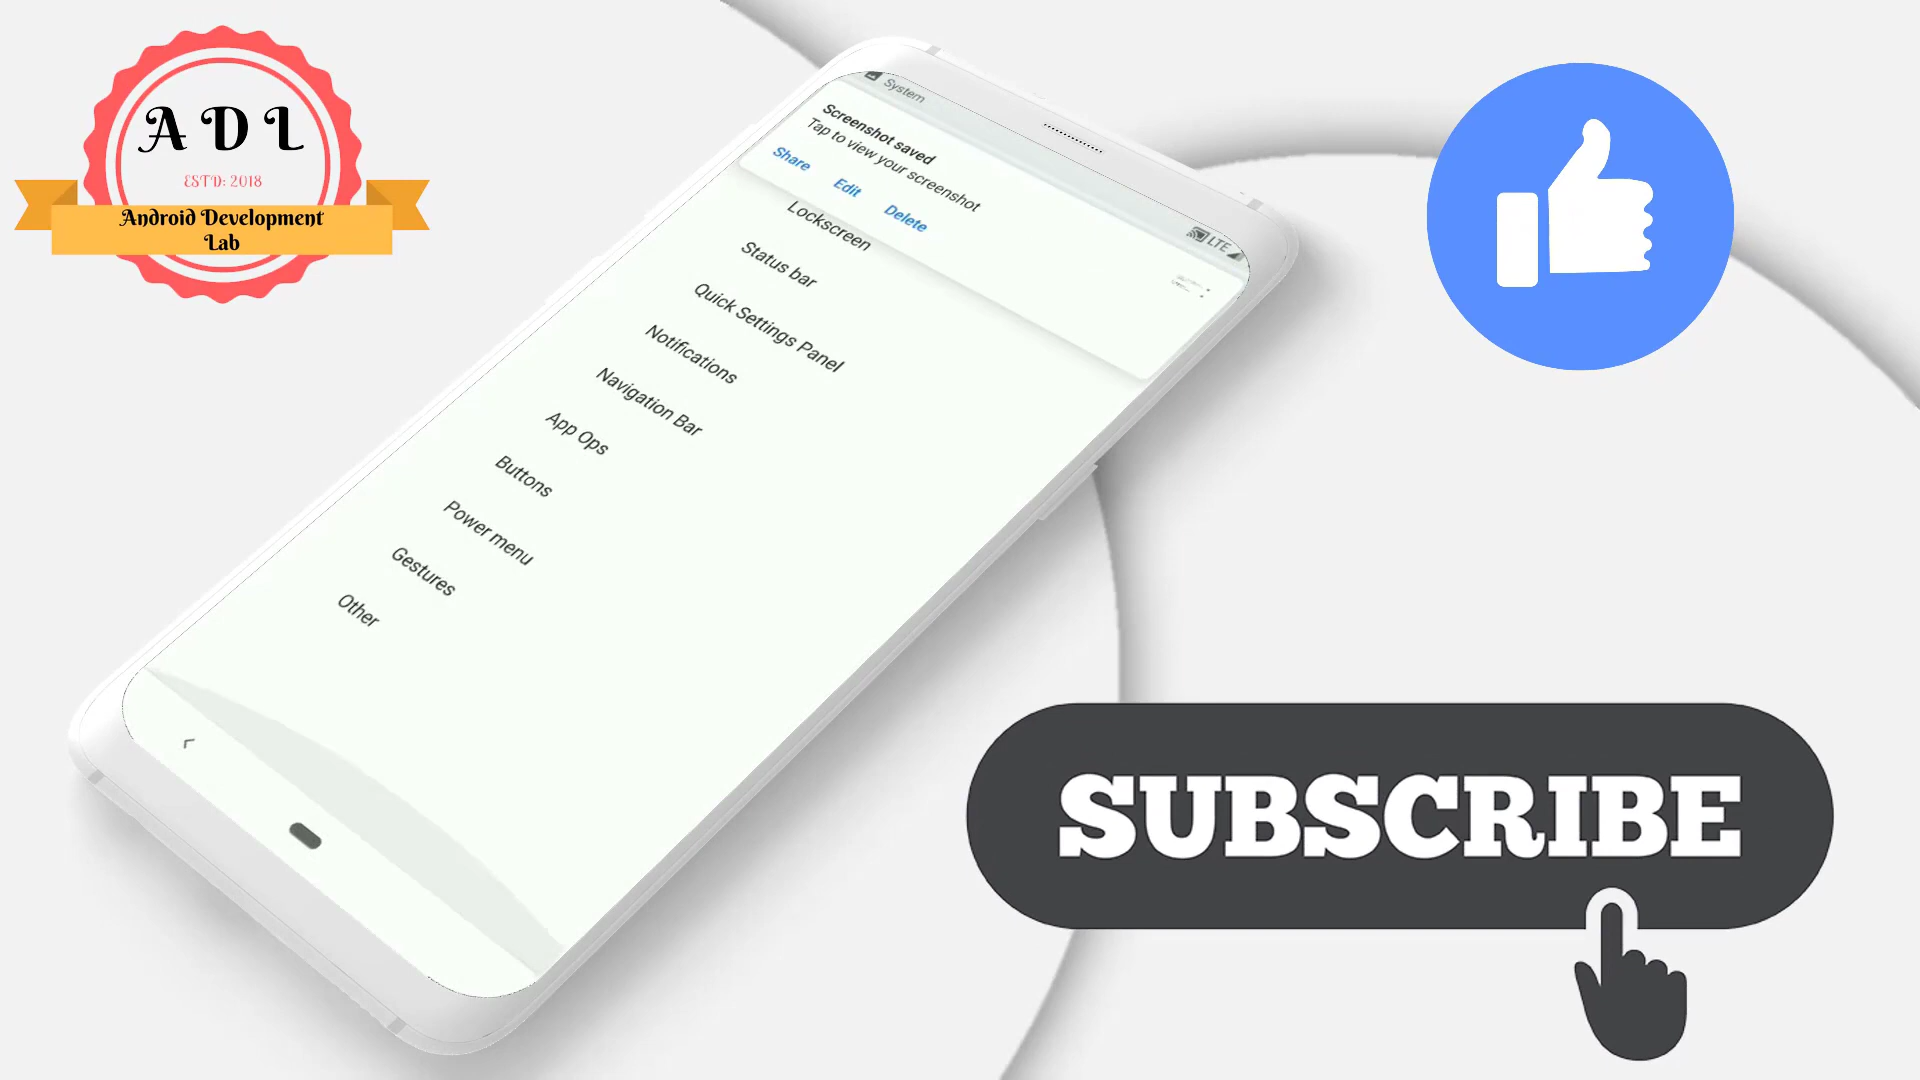 A D L
ESTD: 2018
Android Development
Lab
System
Screenshot saved
Tap to view your screenshot
Share Edit Delete
LTE
Lockscreen
Status bar
Quick Settings Panel
Notifications
Navigation Bar
App Ops
Buttons
Power menu
Gestures
Other
SUBSCRIBE